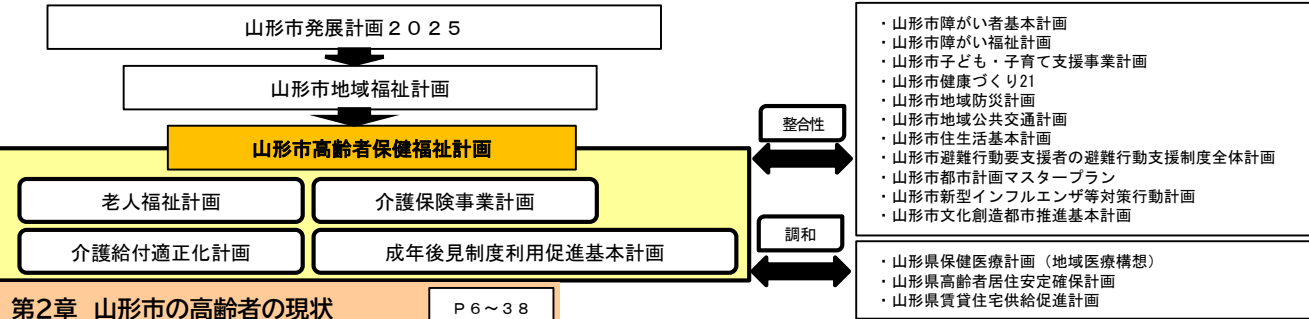 山形市発展計画２０２５
山形市地域福祉計画
山形市高齢者保健福祉計画
老人福祉計画
介護保険事業計画
介護給付適正化計画
成年後見制度利用促進基本計画
整合性
調和
・山形市障がい者基本計画
・山形市障がい福祉計画
・山形市子ども・子育て支援事業計画
・山形市健康づくり21
・山形市地域防災計画
・山形市地域公共交通計画
・山形市住生活基本計画
・山形市避難行動要支援者の避難行動支援制度全体計画
・山形市都市計画マスタープラン
・山形市新型インフルエンザ等対策行動計画
・山形市文化創造都市推進基本計画
・山形県保健医療計画（地域医療構想）
・山形県高齢者居住安定確保計画
・山形県賃貸住宅供給促進計画
第2章 山形市の高齢者の現状
Ｐ６～３８